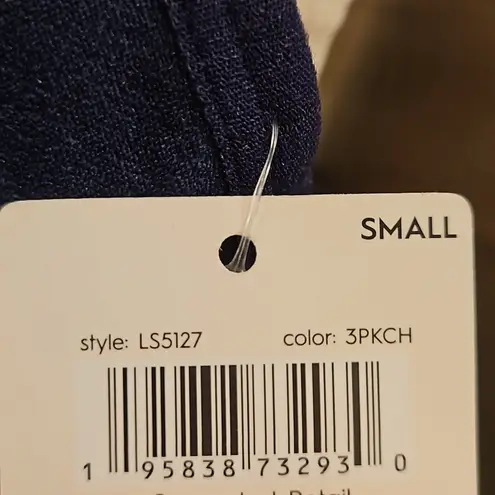 SMALL
style: LS5127 color: 3PKCH
1 95838 73293 0